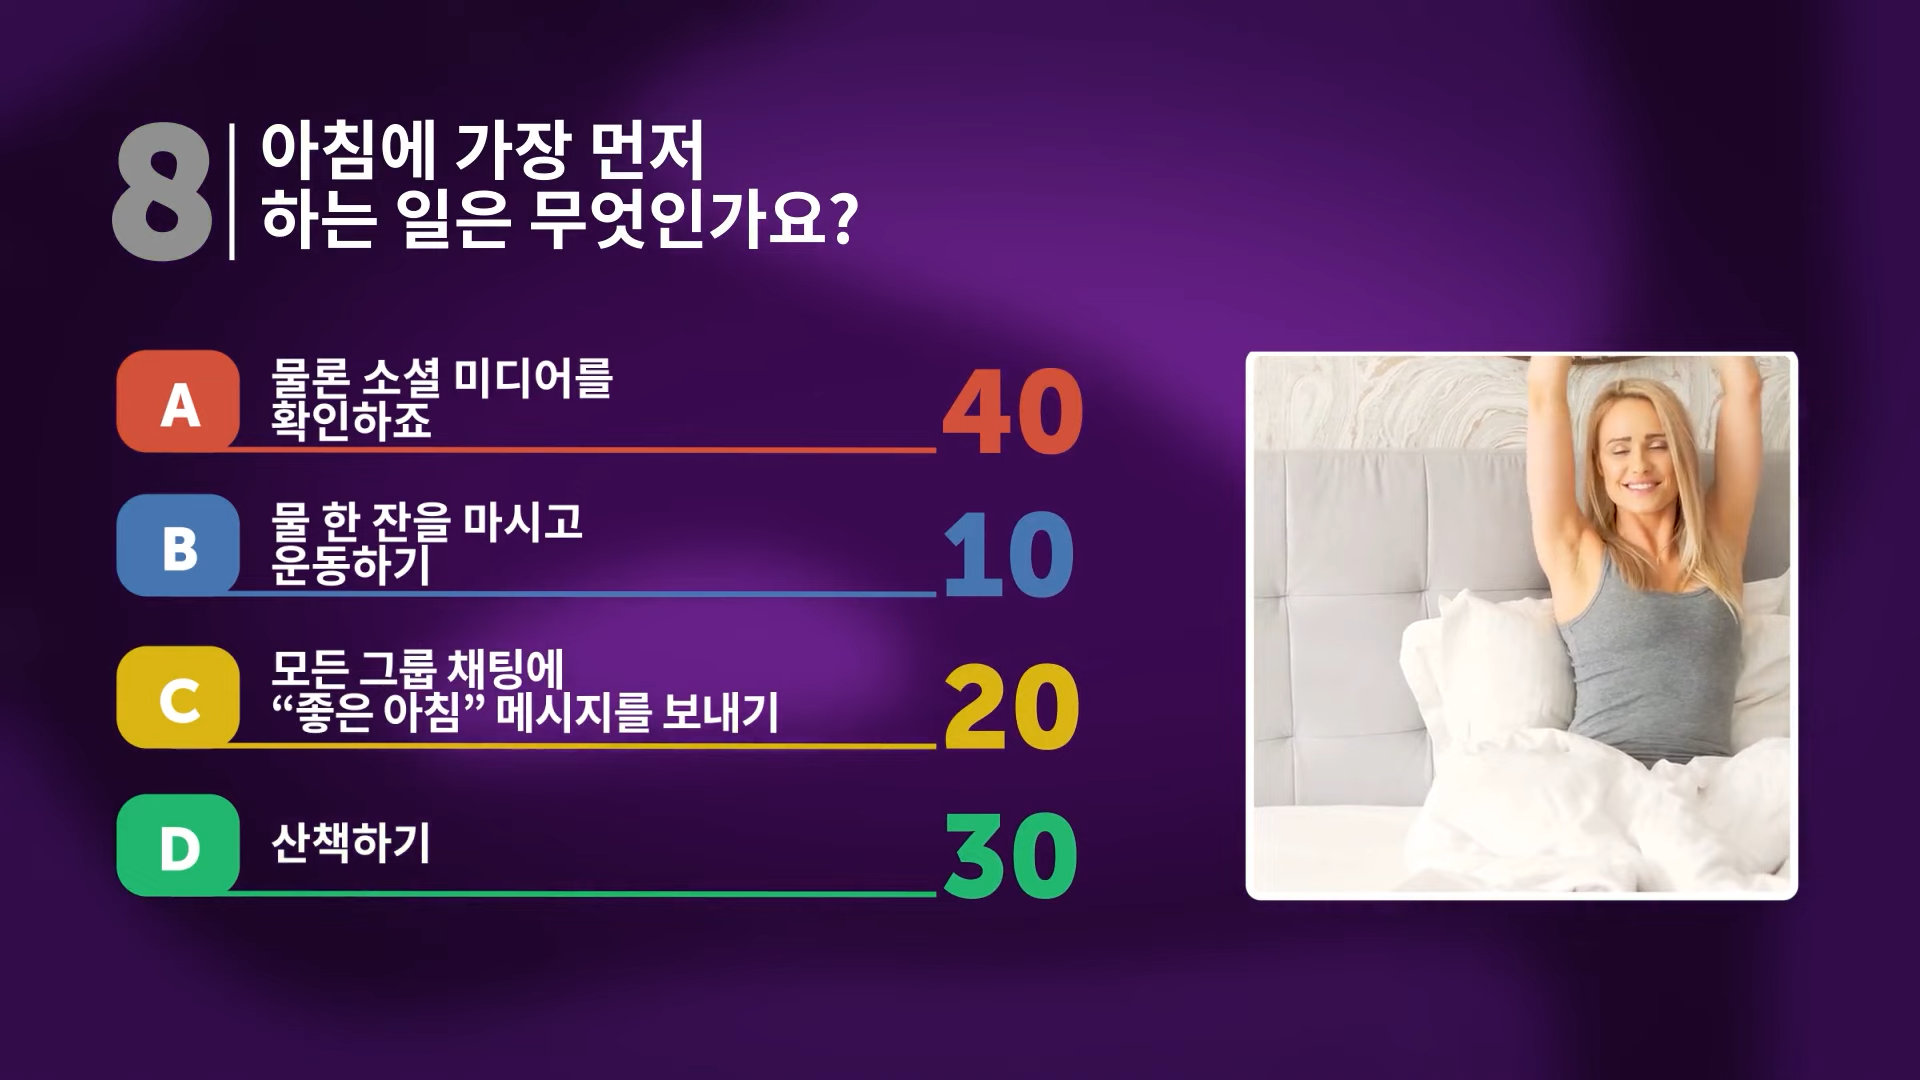 8
아침에 가장 먼저
하는 일은 무엇인가요?
A
물론 소셜 미디어를
확인하죠
40
B
물 한 잔을 마시고
운동하기
10
C
모든 그룹 채팅에
“좋은 아침” 메시지를 보내기
20
D
산책하기
30